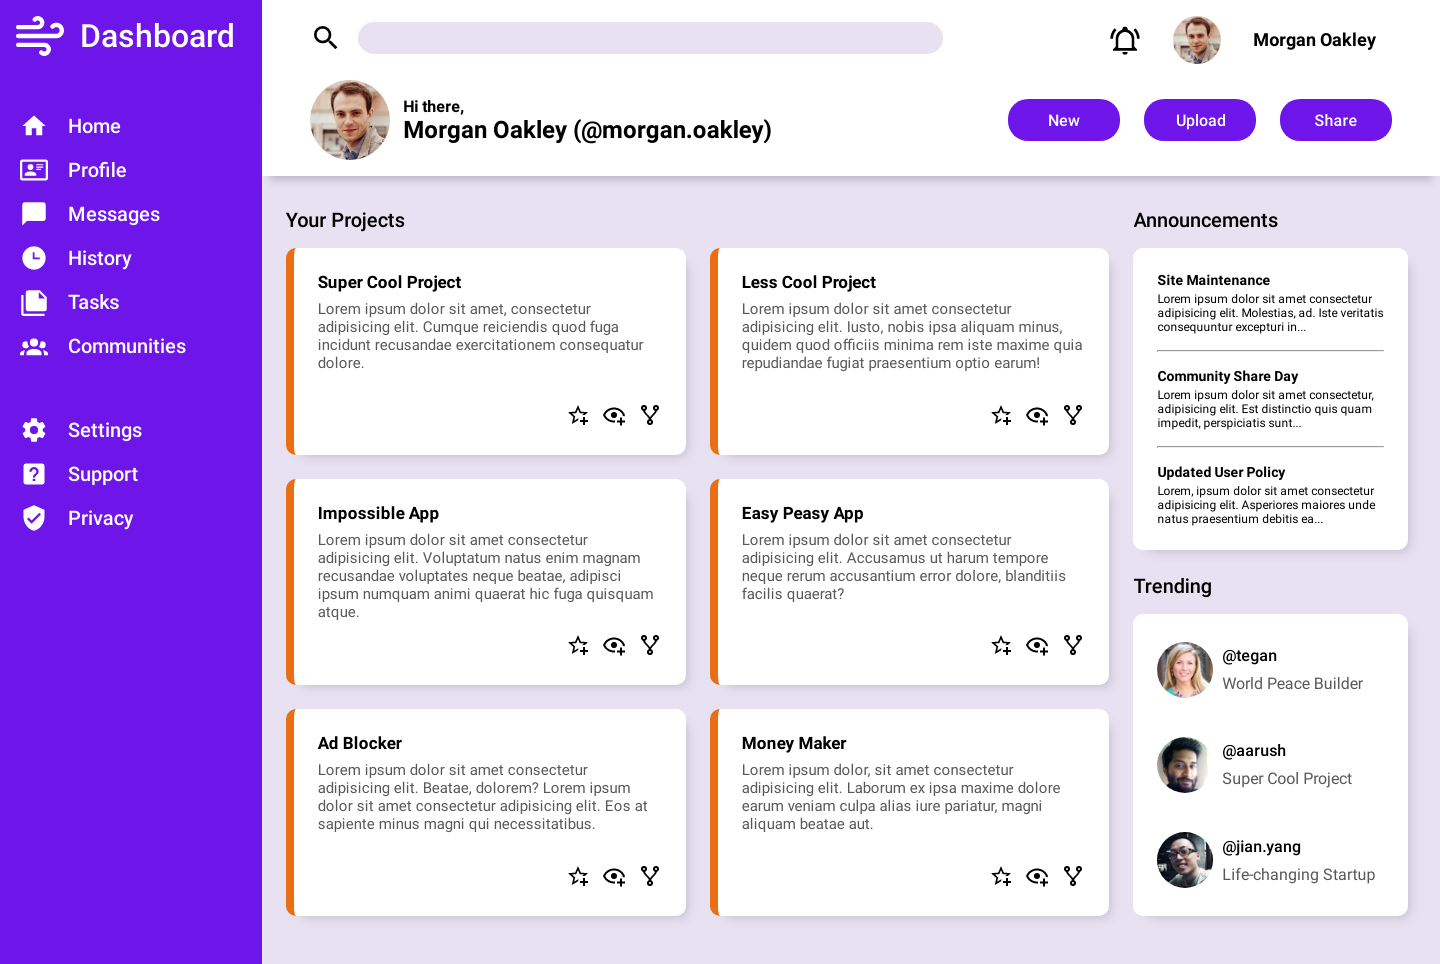 Dashboard
Home
Profile
Messages
History
Tasks
Communities
Settings
Support
Privacy
Morgan Oakley
Hi there,
Morgan Oakley (@morgan.oakley)
New
Upload
Share
Your Projects
Super Cool Project
Lorem ipsum dolor sit amet, consectetur
adipisicing elit. Cumque reiciendis quod fuga
incidunt recusandae exercitationem consequatur
dolore.
Less Cool Project
Lorem ipsum dolor sit amet consectetur
adipisicing elit. Iusto, nobis ipsa aliquam minus,
quidem quod officiis minima rem iste maxime quia
repudiandae fugiat praesentium optio earum!
Impossible App
Lorem ipsum dolor sit amet consectetur
adipisicing elit. Voluptatum natus enim magnam
recusandae voluptates neque beatae, adipisci
ipsum numquam animi quaerat hic fuga quisquam
atque.
Easy Peasy App
Lorem ipsum dolor sit amet consectetur
adipisicing elit. Accusamus ut harum tempore
neque rerum accusantium error dolore, blanditiis
facilis quaerat?
Ad Blocker
Lorem ipsum dolor sit amet consectetur
adipisicing elit. Beatae, dolorem? Lorem ipsum
dolor sit amet consectetur adipisicing elit. Eos at
sapiente minus magni qui necessitatibus.
Money Maker
Lorem ipsum dolor, sit amet consectetur
adipisicing elit. Laborum ex ipsa maxime dolore
earum veniam culpa alias iure pariatur, magni
aliquam beatae aut.
Announcements
Site Maintenance
Lorem ipsum dolor sit amet consectetur
adipisicing elit. Molestias, ad. Iste veritatis
consequuntur excepturi in...
Community Share Day
Lorem ipsum dolor sit amet consectetur,
adipisicing elit. Est distinctio quis quam
impedit, perspiciatis sunt...
Updated User Policy
Lorem, ipsum dolor sit amet consectetur
adipisicing elit. Asperiores maiores unde
natus praesentium debitis ea...
Trending
@tegan
World Peace Builder
@aarush
Super Cool Project
@jian.yang
Life-changing Startup